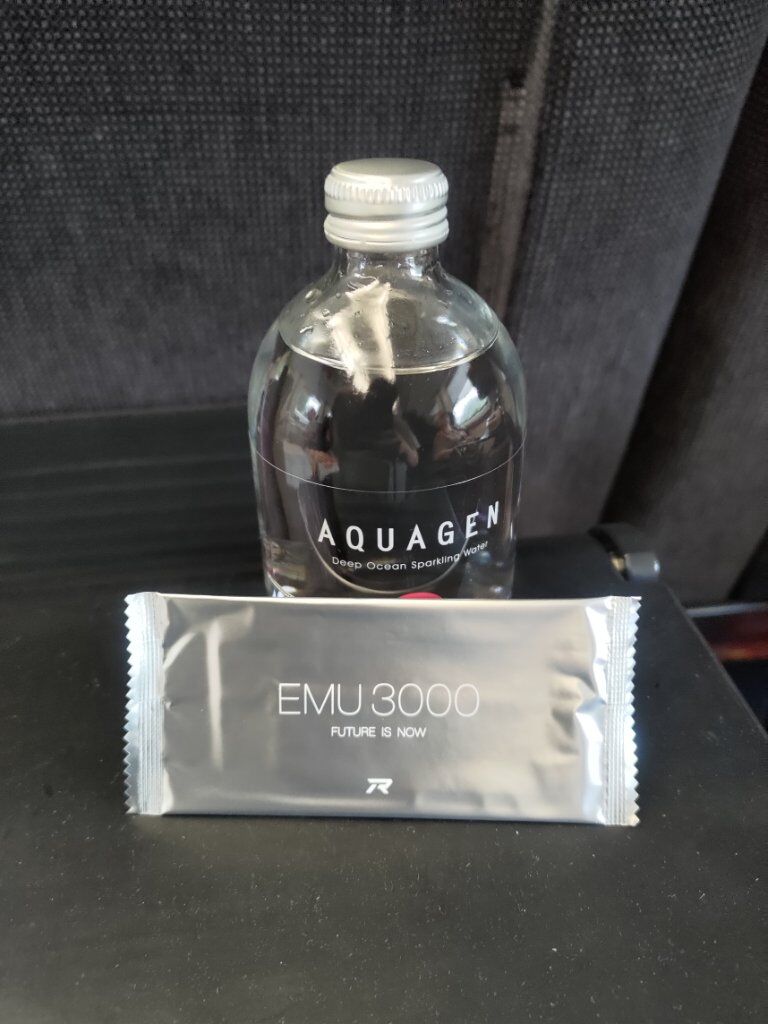 AQUAGEN
Deep Ocean Sparkling Water
EMU 3000
FUTURE IS NOW